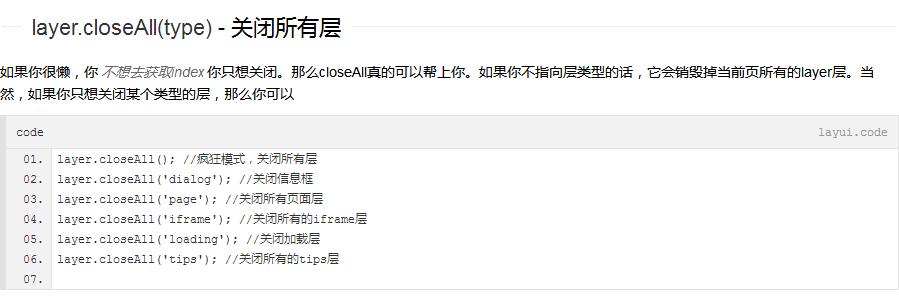 layer.closeAll(type) - 关闭所有层
如果你很懒，你 不想去获取index 你只想关闭。那么closeAll真的可以帮上你。如果你不指向层类型的话，它会销毁掉当前页所有的layer层。当
然，如果你只想关闭某个类型的层，那么你可以
code layui.code
01. layer.closeAll(); //疯狂模式，关闭所有层
02. layer.closeAll('dialog'); //关闭信息框
03. layer.closeAll('page'); //关闭所有页面层
04. layer.closeAll('iframe'); //关闭所有的iframe层
05. layer.closeAll('loading'); //关闭加载层
06. layer.closeAll('tips'); //关闭所有的tips层
07.